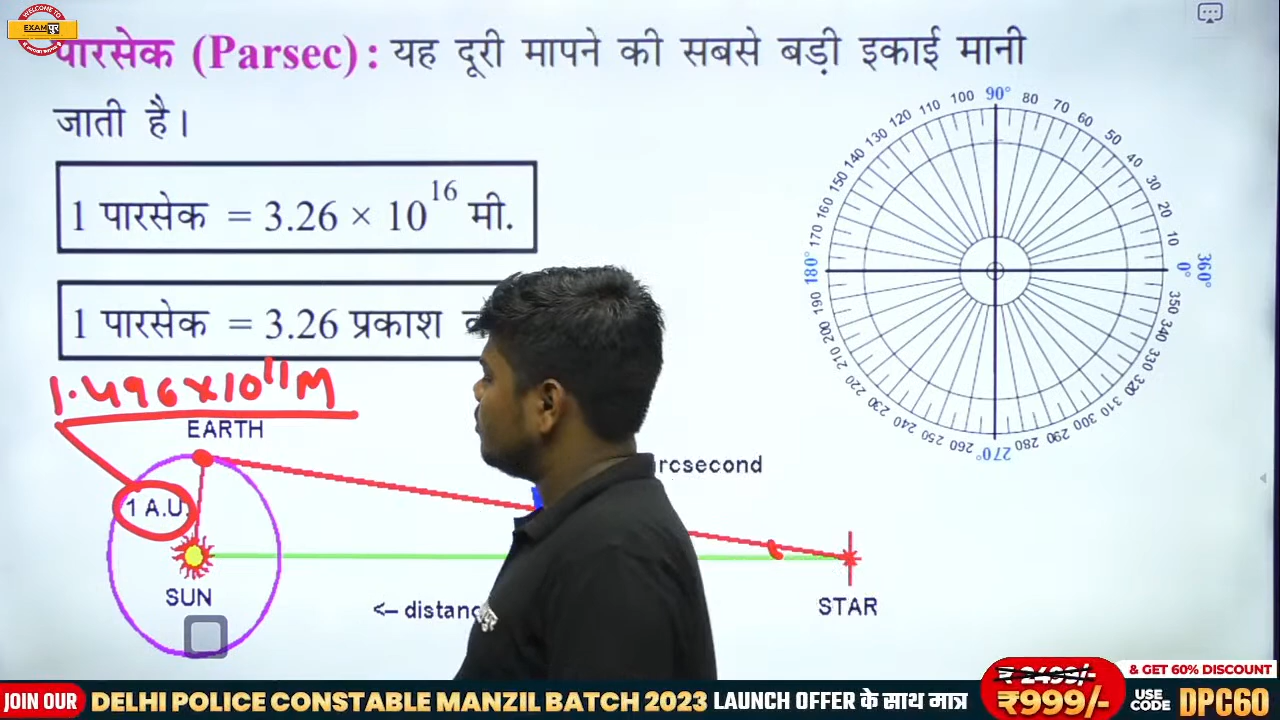 WELCOME TO
EXAMपुर
पारसेक (Parsec) : यह दूरी मापने की सबसे बड़ी इकाई मानी
जाती है।
1 पारसेक = 3.26 × 10¹⁶ मी.
1 पारसेक = 3.26 प्रकाश
1.496×10¹¹M
EARTH
rcsecond
1 A.U.
SUN
<– distanc
STAR
90° 80 70 60 50 40 30 20 10 0° 360°
100 110 120 130 140 150 160 170 180°
190 200 210 220 230 240 250 260 270°
280 290 300 310 320 330 340 350
JOIN OUR DELHI POLICE CONSTABLE MANZIL BATCH 2023 LAUNCH OFFER के साथ मात्र
₹ 2499/-
₹999/-
& GET 60% DISCOUNT
USE CODE DPC60